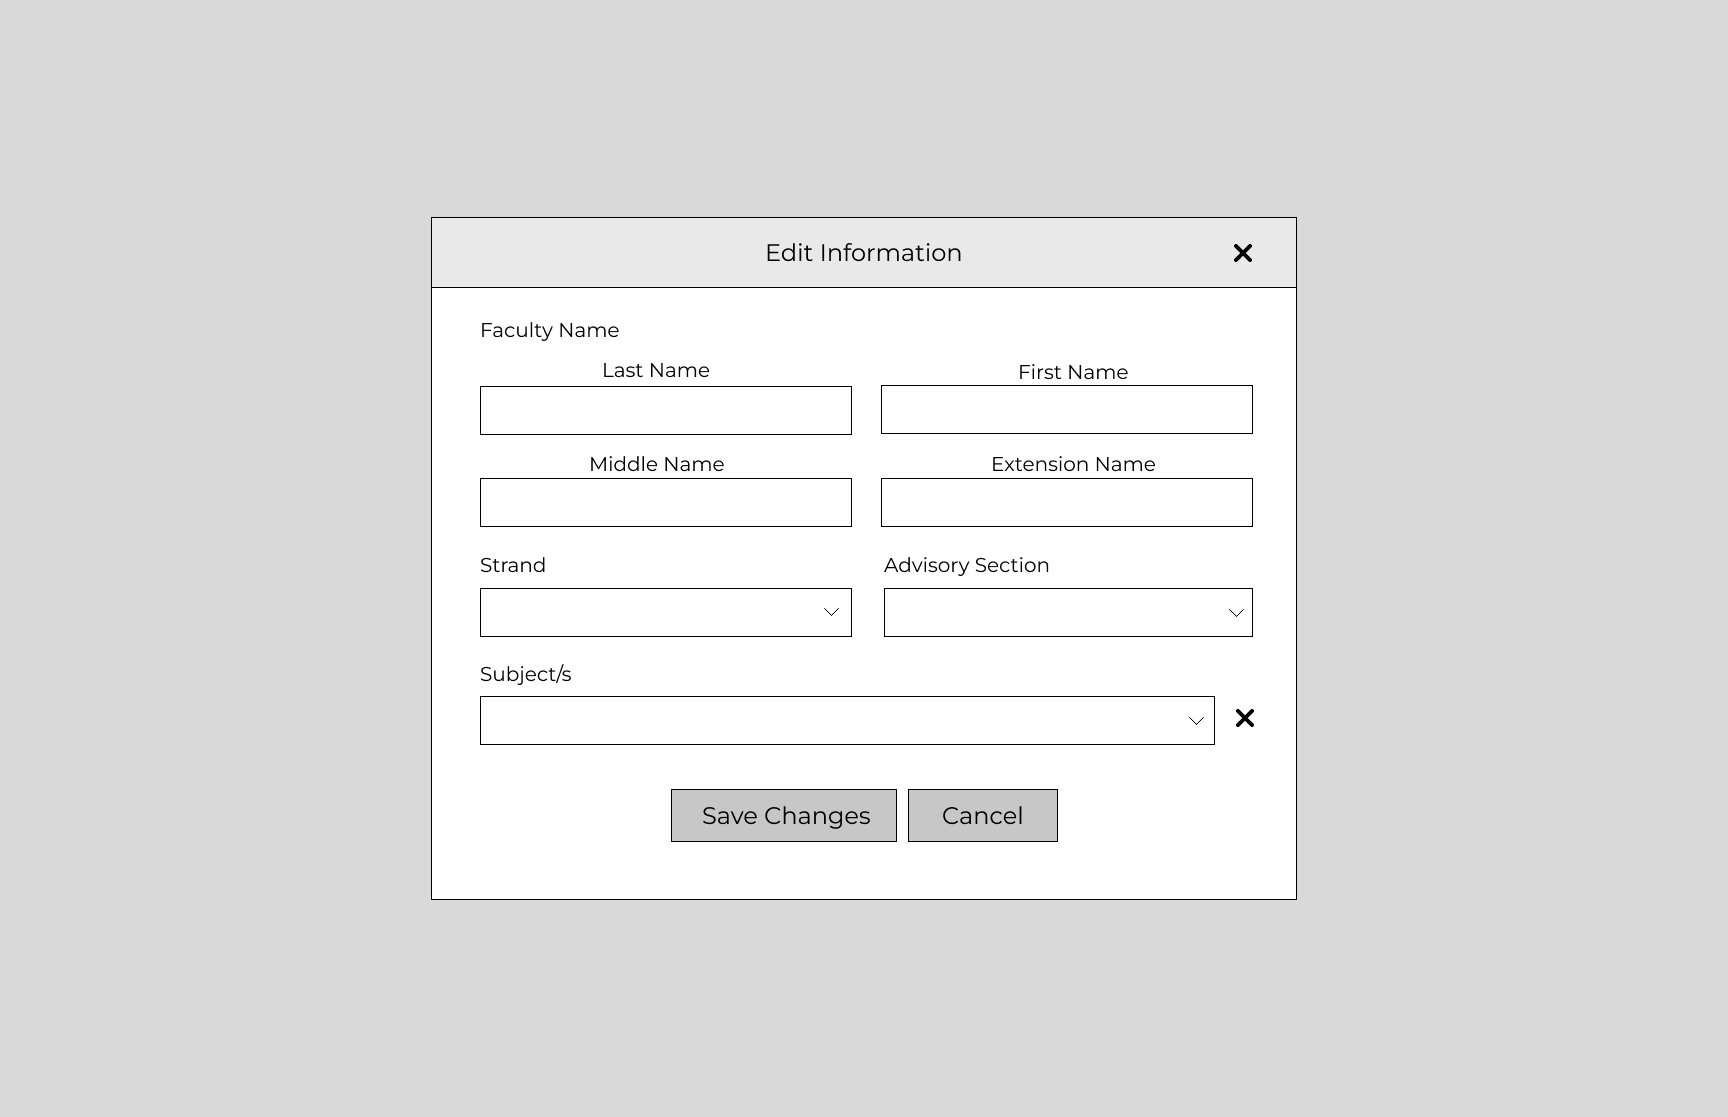 Edit Information
Faculty Name
Last Name
First Name
Middle Name
Extension Name
Strand
Advisory Section
Subject/s
Save Changes
Cancel